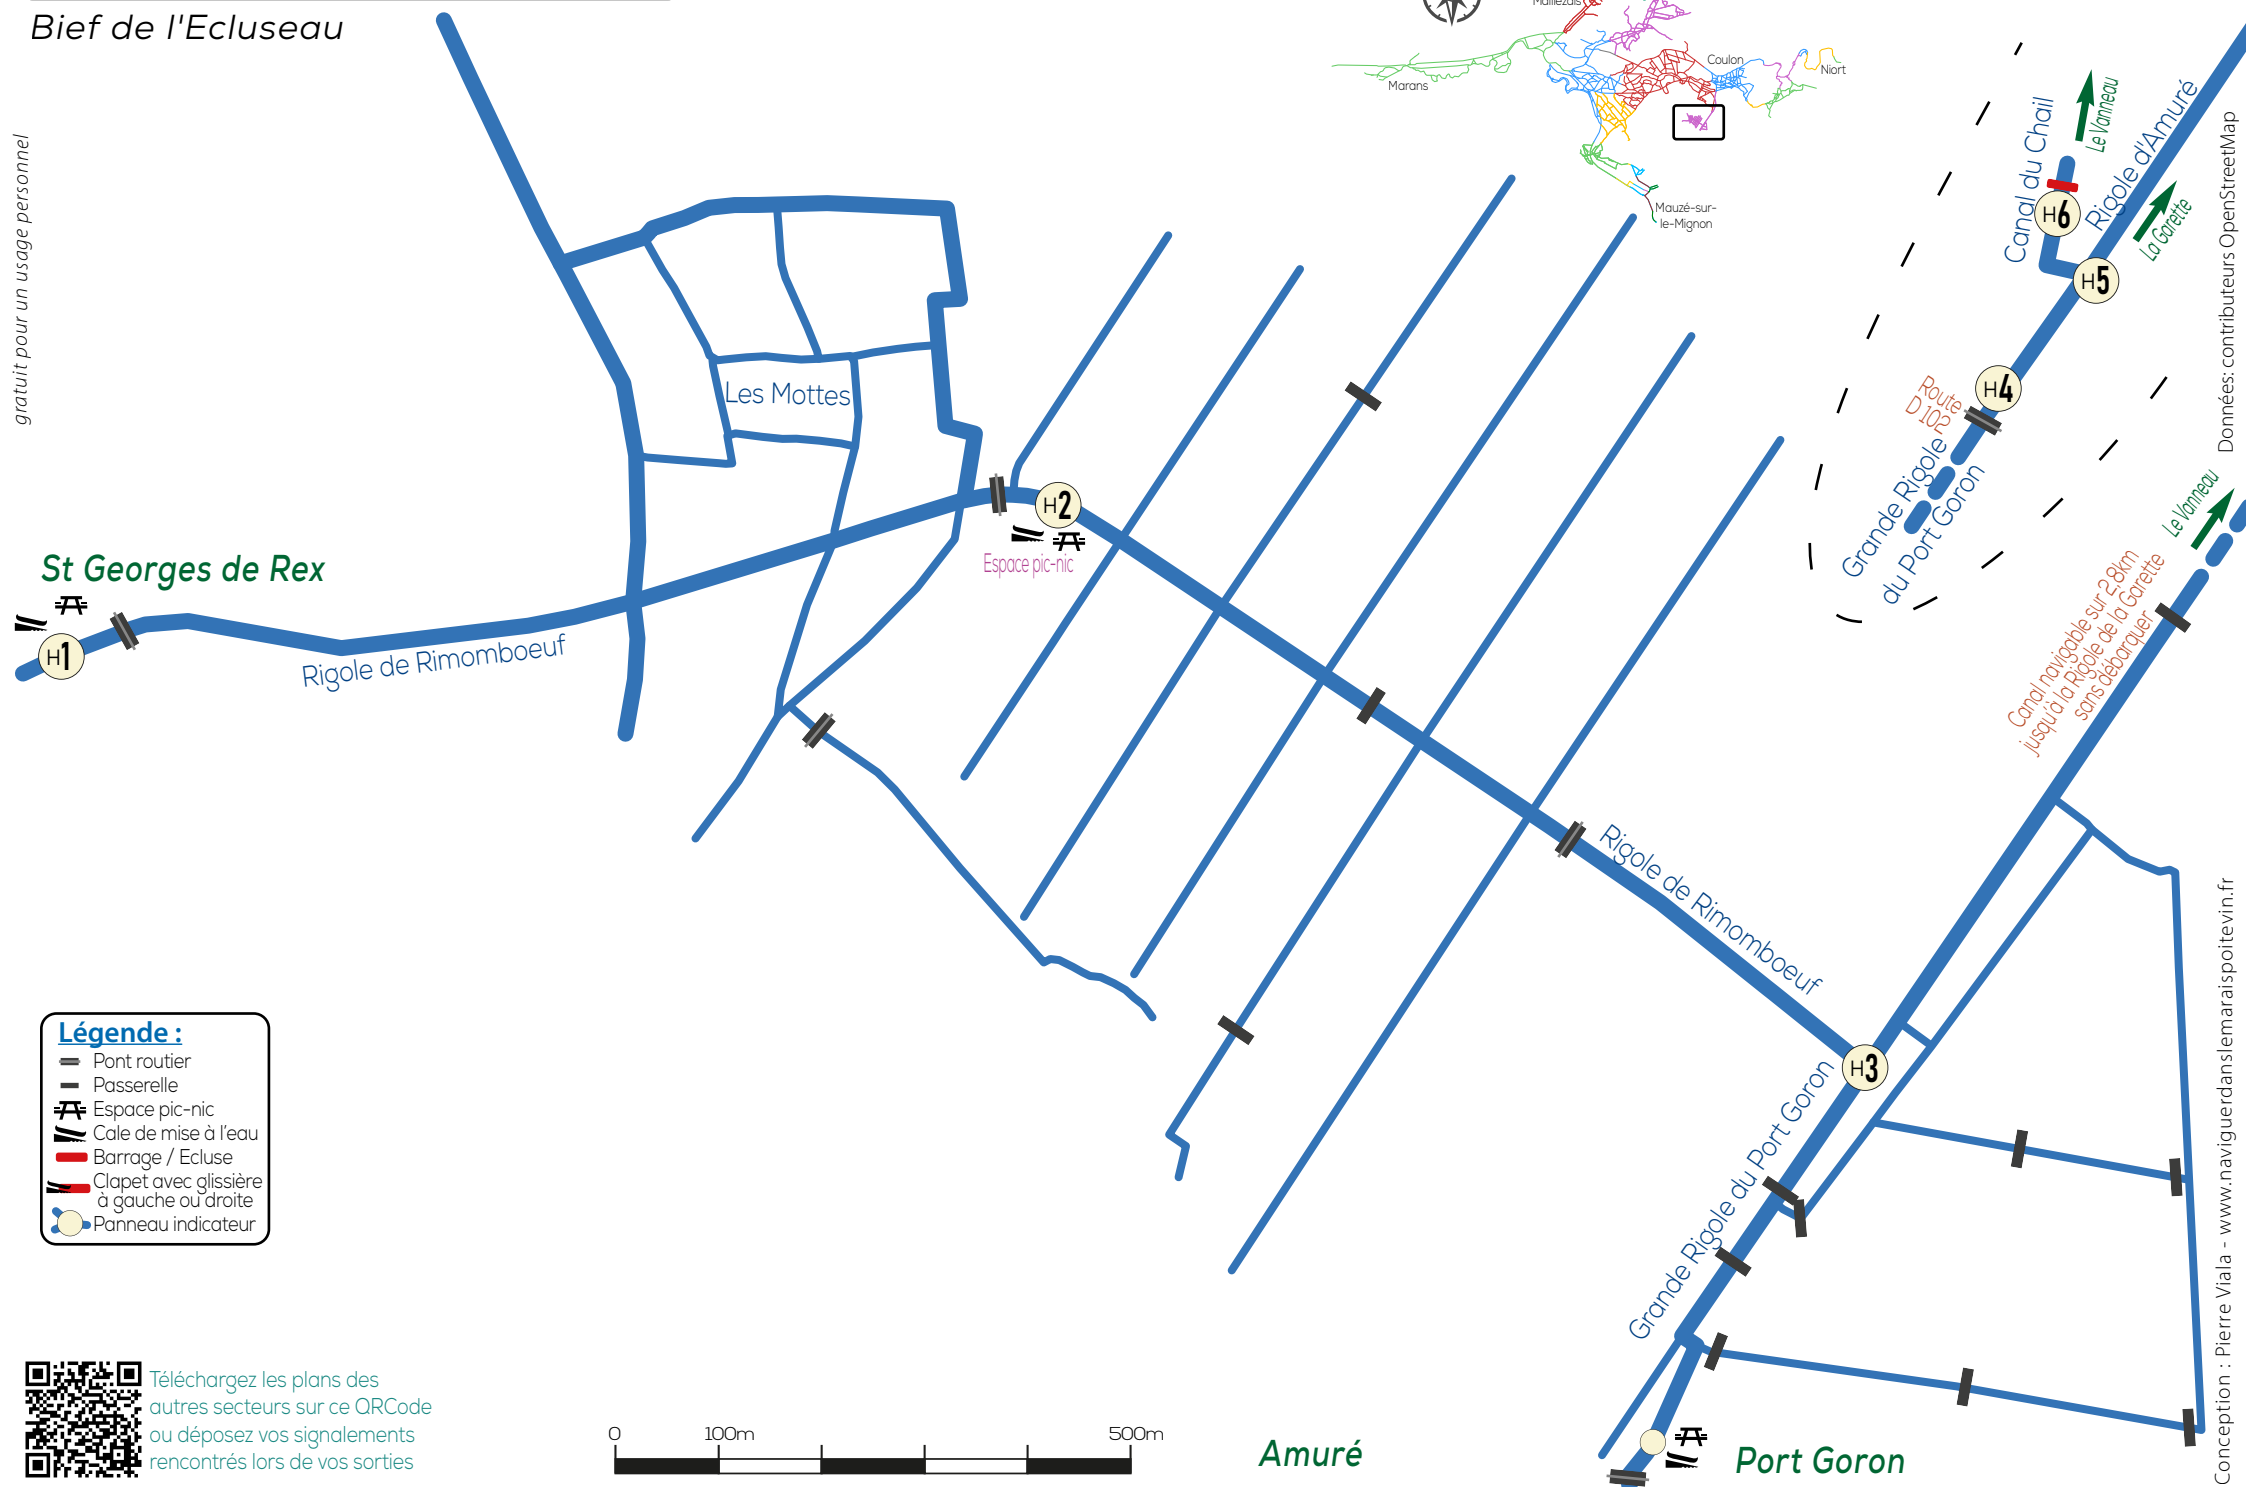 Bief de l'Ecluseau
gratuit pour un usage personnel
Maillezais
Marans
Coulon
Niort
Mauzé-sur-
le-Mignon
Canal du Chail
Le Vanneau
Rigole d'Amuré
La Garette
H6
H5
H4
Route
D 102
Grande Rigole
du Port Goron
Données: contributeurs OpenStreetMap
Les Mottes
H2
Espace pic-nic
St Georges de Rex
H1
Rigole de Rimomboeuf
Le Vanneau
Canal navigable sur 2,8km
jusqu'à la Rigole de la Garette
sans débarquer
Rigole de Rimomboeuf
H3
Grande Rigole du Port Goron
Légende :
Pont routier
Passerelle
Espace pic-nic
Cale de mise à l'eau
Barrage / Ecluse
Clapet avec glissière
à gauche ou droite
Panneau indicateur
Téléchargez les plans des
autres secteurs sur ce QRCode
ou déposez vos signalements
rencontrés lors de vos sorties
0 100m 500m
Amuré
Port Goron
Conception : Pierre Viala - www.naviguerdanslemaraispoitevin.fr